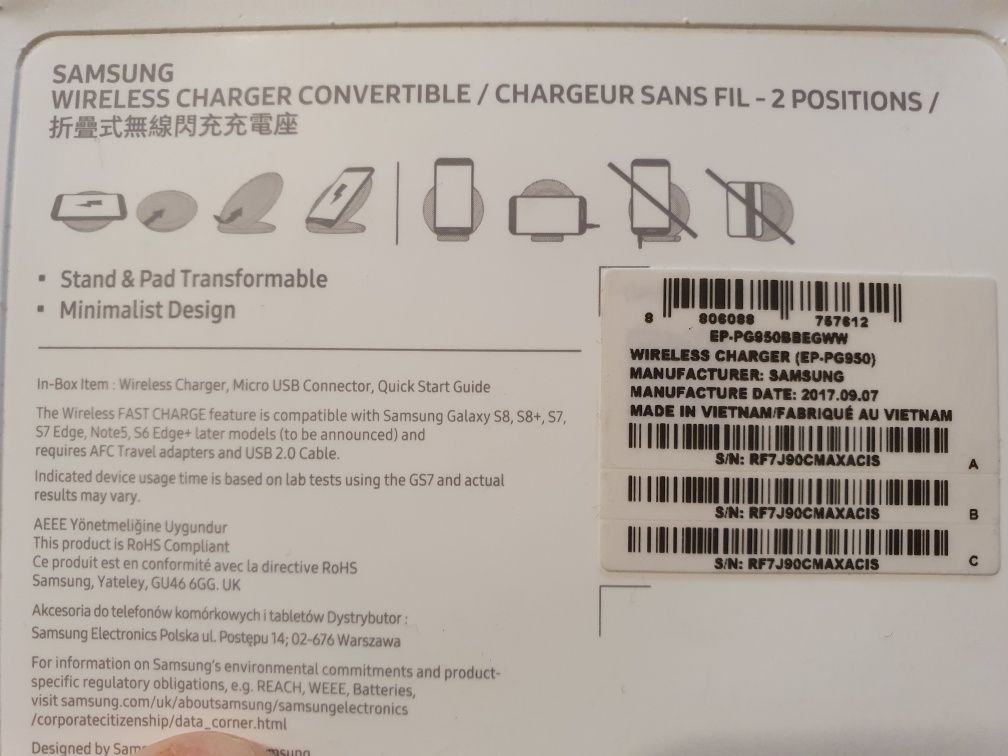 SAMSUNG
WIRELESS CHARGER CONVERTIBLE / CHARGEUR SANS FIL - 2 POSITIONS /
折疊式無線閃充充電座
▪ Stand & Pad Transformable
▪ Minimalist Design
In-Box Item : Wireless Charger, Micro USB Connector, Quick Start Guide
The Wireless FAST CHARGE feature is compatible with Samsung Galaxy S8, S8+, S7,
S7 Edge, Note5, S6 Edge+ later models (to be announced) and
requires AFC Travel adapters and USB 2.0 Cable.
Indicated device usage time is based on lab tests using the GS7 and actual
results may vary.
AEEE Yönetmeliğine Uygundur
This product is RoHS Compliant
Ce produit est en conformité avec la directive RoHS
Samsung, Yateley, GU46 6GG. UK
Akcesoria do telefonów komórkowych i tabletów Dystrybutor :
Samsung Electronics Polska ul. Postępu 14; 02-676 Warszawa
For information on Samsung's environmental commitments and product-
specific regulatory obligations, e.g. REACH, WEEE, Batteries,
visit samsung.com/uk/aboutsamsung/samsungelectronics
/corporatecitizenship/data_corner.html
Designed by
8 806088 757612
EP-PG950BBEGWW
WIRELESS CHARGER (EP-PG950)
MANUFACTURER: SAMSUNG
MANUFACTURE DATE: 2017.09.07
MADE IN VIETNAM/FABRIQUÉ AU VIETNAM
S/N: RF7J90CMAXACIS
A
S/N: RF7J90CMAXACIS
B
S/N: RF7J90CMAXACIS
C